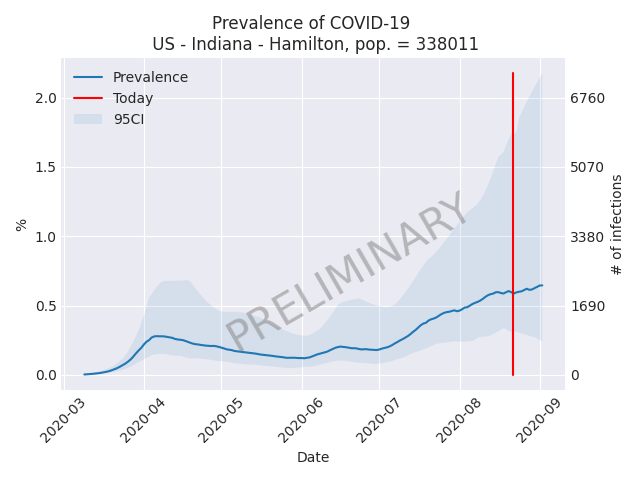 Prevalence of COVID-19
US - Indiana - Hamilton, pop. = 338011
Prevalence
Today
95CI
PRELIMINARY
%
2.0
1.5
1.0
0.5
0.0
6760
5070
3380
1690
0
# of infections
2020-03
2020-04
2020-05
2020-06
2020-07
2020-08
2020-09
Date